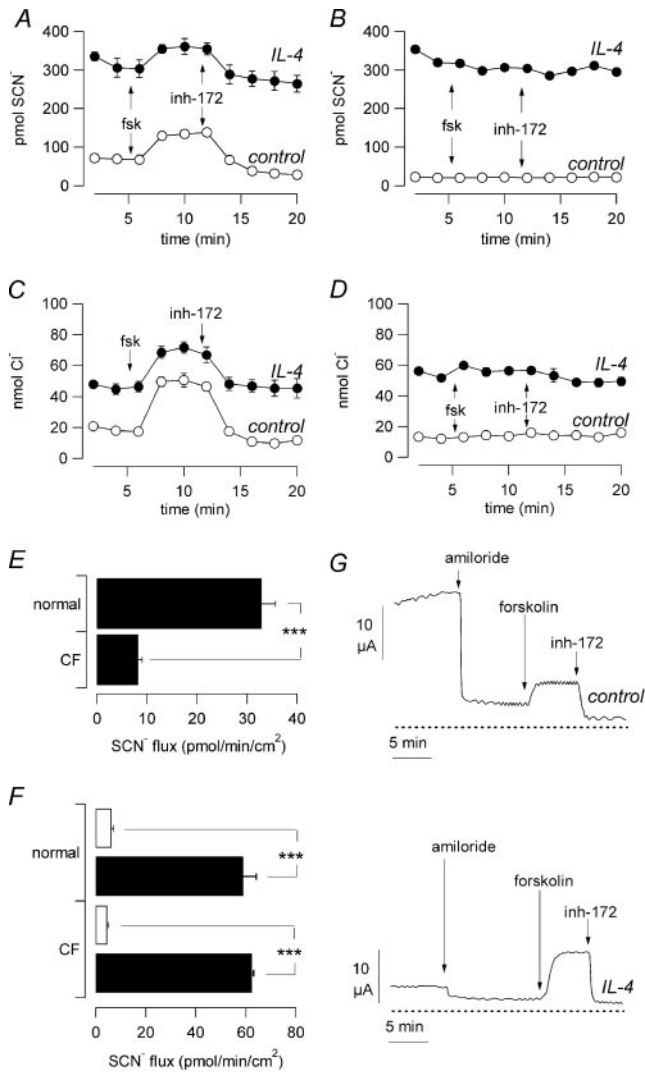 A
400
300
200
100
0
pmol SCN⁻
IL-4
fsk
inh-172
control
5 10 15 20
time (min)
B
400
300
200
100
0
pmol SCN⁻
IL-4
fsk
inh-172
control
5 10 15 20
time (min)
C
100
80
60
40
20
0
nmol Cl⁻
fsk
inh-172
IL-4
control
5 10 15 20
time (min)
D
100
80
60
40
20
0
nmol Cl⁻
IL-4
fsk
inh-172
control
5 10 15 20
time (min)
E
normal
CF
***
0 10 20 30 40
SCN⁻ flux (pmol/min/cm²)
F
normal
CF
***
***
0 20 40 60 80
SCN⁻ flux (pmol/min/cm²)
G
amiloride
10
µA
forskolin
inh-172
control
5 min
amiloride
forskolin
inh-172
10
µA
IL-4
5 min